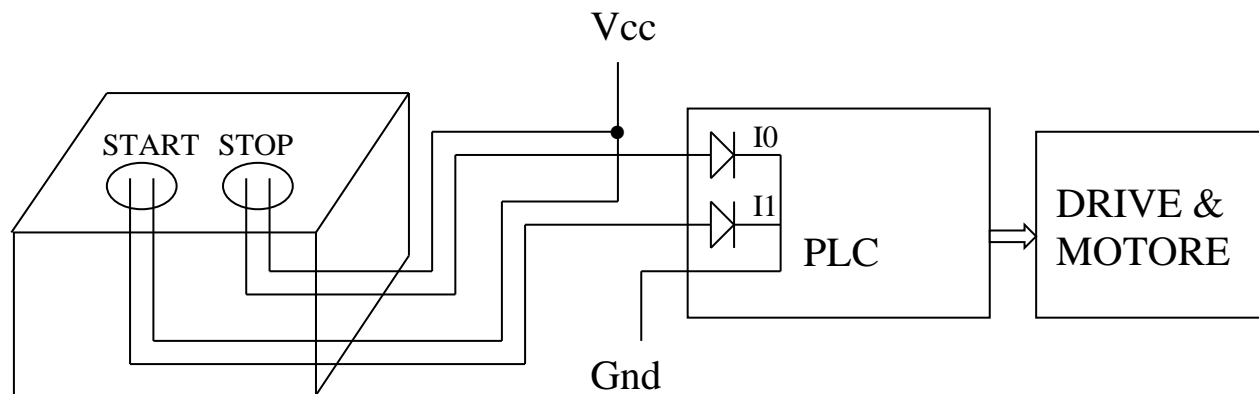 Vcc
START STOP
I0
I1
PLC
DRIVE &
MOTORE
Gnd